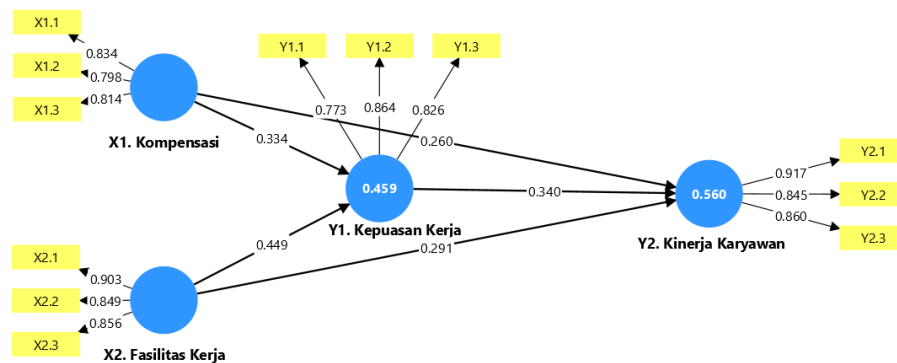 X1.1
0.834
X1.2
0.798
X1.3
0.814
X1. Kompensasi
Y1.1
Y1.2
Y1.3
0.773
0.864
0.826
0.334
0.260
0.459
Y1. Kepuasan Kerja
0.340
0.449
0.291
0.560
Y2. Kinerja Karyawan
Y2.1
0.917
Y2.2
0.845
Y2.3
0.860
X2.1
0.903
X2.2
0.849
X2.3
0.856
X2. Fasilitas Kerja